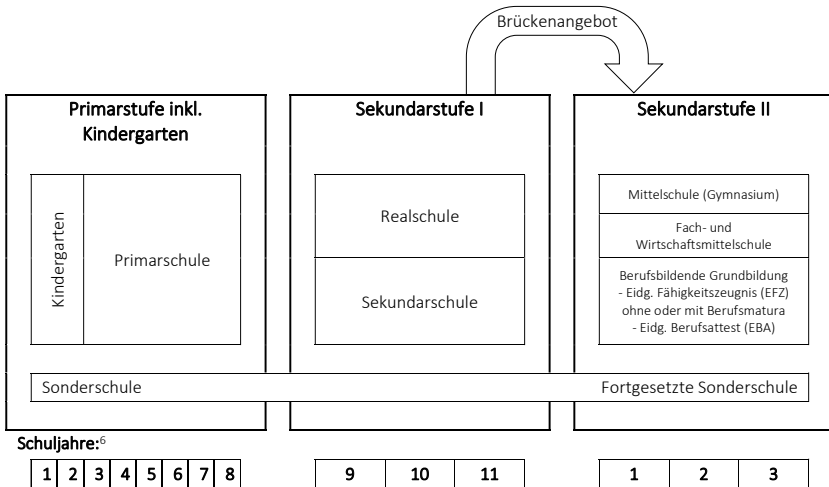 Brückenangebot
Primarstufe inkl.
Kindergarten
Kindergarten
Primarschule
Sekundarstufe I
Realschule
Sekundarschule
Sekundarstufe II
Mittelschule (Gymnasium)
Fach- und
Wirtschaftsmittelschule
Berufsbildende Grundbildung
- Eidg. Fähigkeitszeugnis (EFZ)
ohne oder mit Berufsmatura
- Eidg. Berufsattest (EBA)
Sonderschule
Fortgesetzte Sonderschule
Schuljahre:⁶
1 2 3 4 5 6 7 8
9 10 11
1 2 3